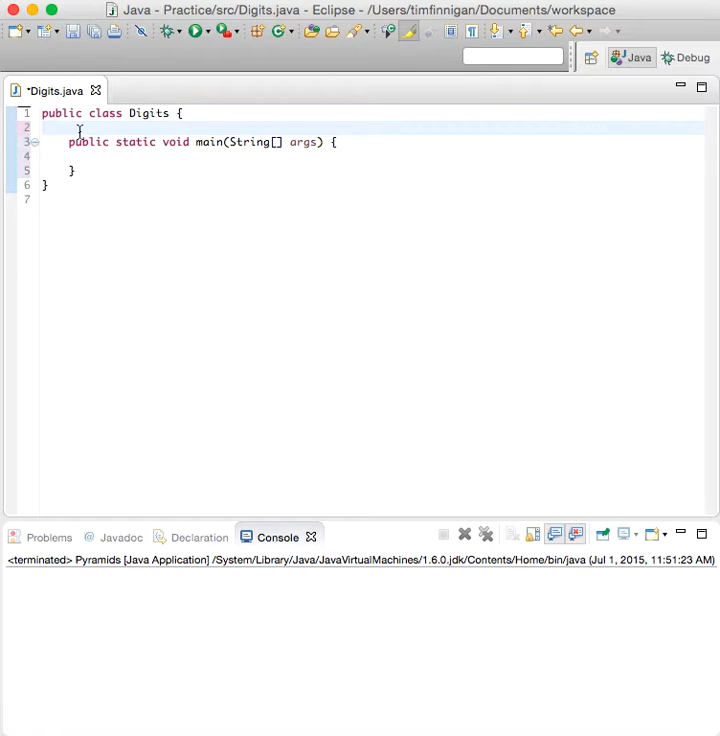 Java - Practice/src/Digits.java - Eclipse - /Users/timfinnigan/Documents/workspace
Java
Debug
*Digits.java
1 public class Digits {
2
3 public static void main(String[] args) {
4
5 }
6 }
7
Problems
@ Javadoc
Declaration
Console
<terminated> Pyramids [Java Application] /System/Library/Java/JavaVirtualMachines/1.6.0.jdk/Contents/Home/bin/java (Jul 1, 2015, 11:51:23 AM)